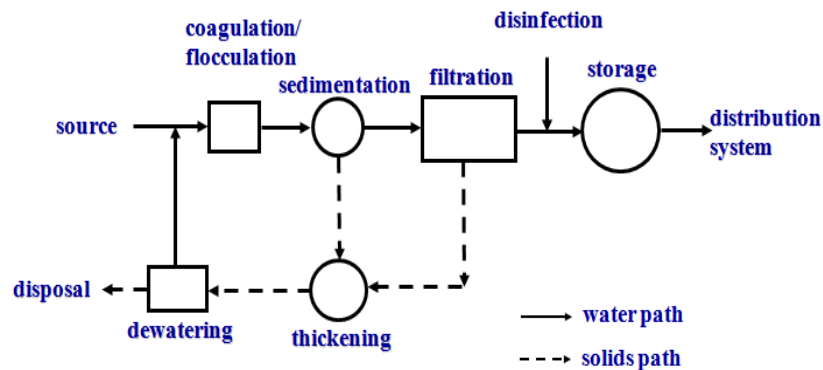 disinfection
coagulation/
flocculation
sedimentation
filtration
storage
source
distribution
system
disposal
dewatering
thickening
water path
solids path